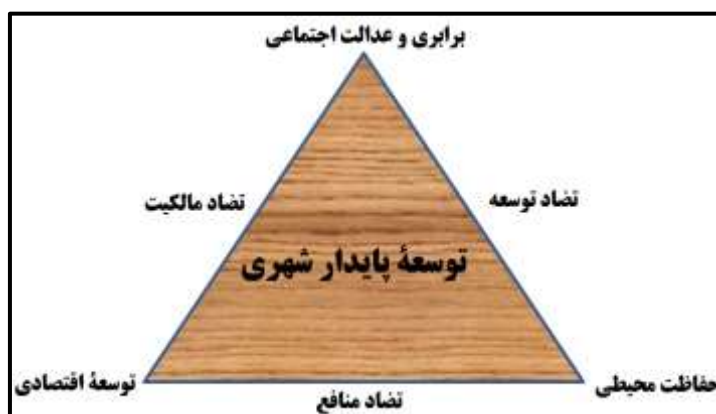 برابری و عدالت اجتماعی
تضاد توسعه
تضاد مالکیت
توسعهٔ پایدار شهری
حفاظت محیطی
توسعهٔ اقتصادی
تضاد منافع